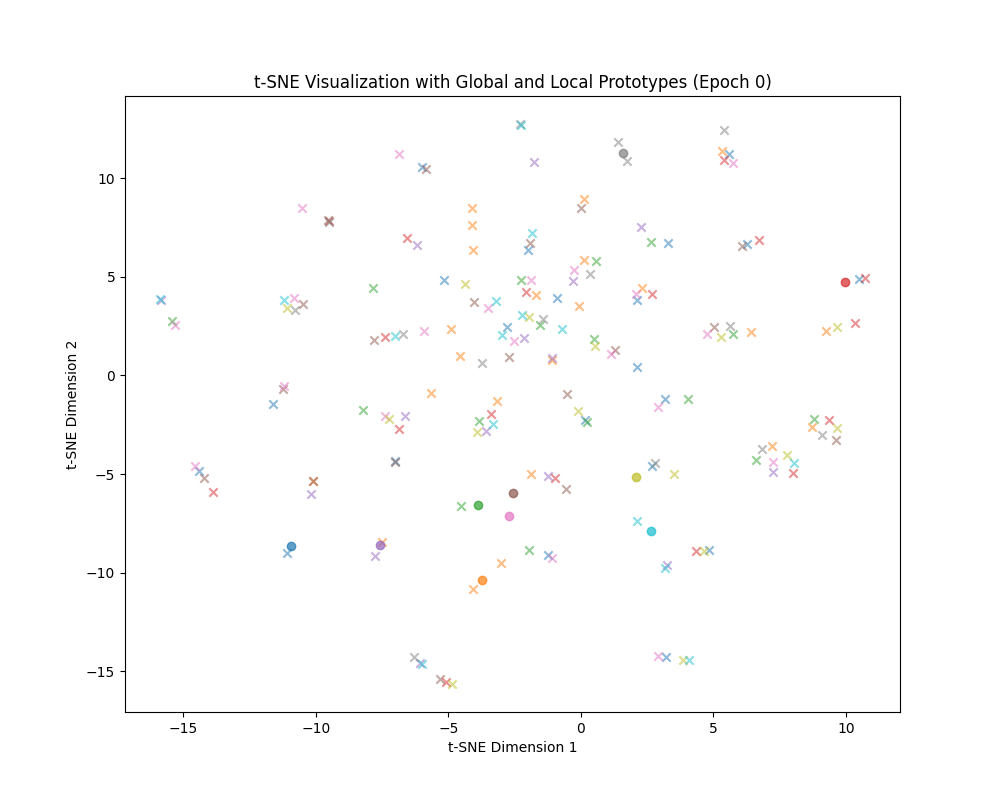 t-SNE Visualization with Global and Local Prototypes (Epoch 0)
10
5
0
−5
−10
−15
t-SNE Dimension 2
−15 −10 −5 0 5 10
t-SNE Dimension 1